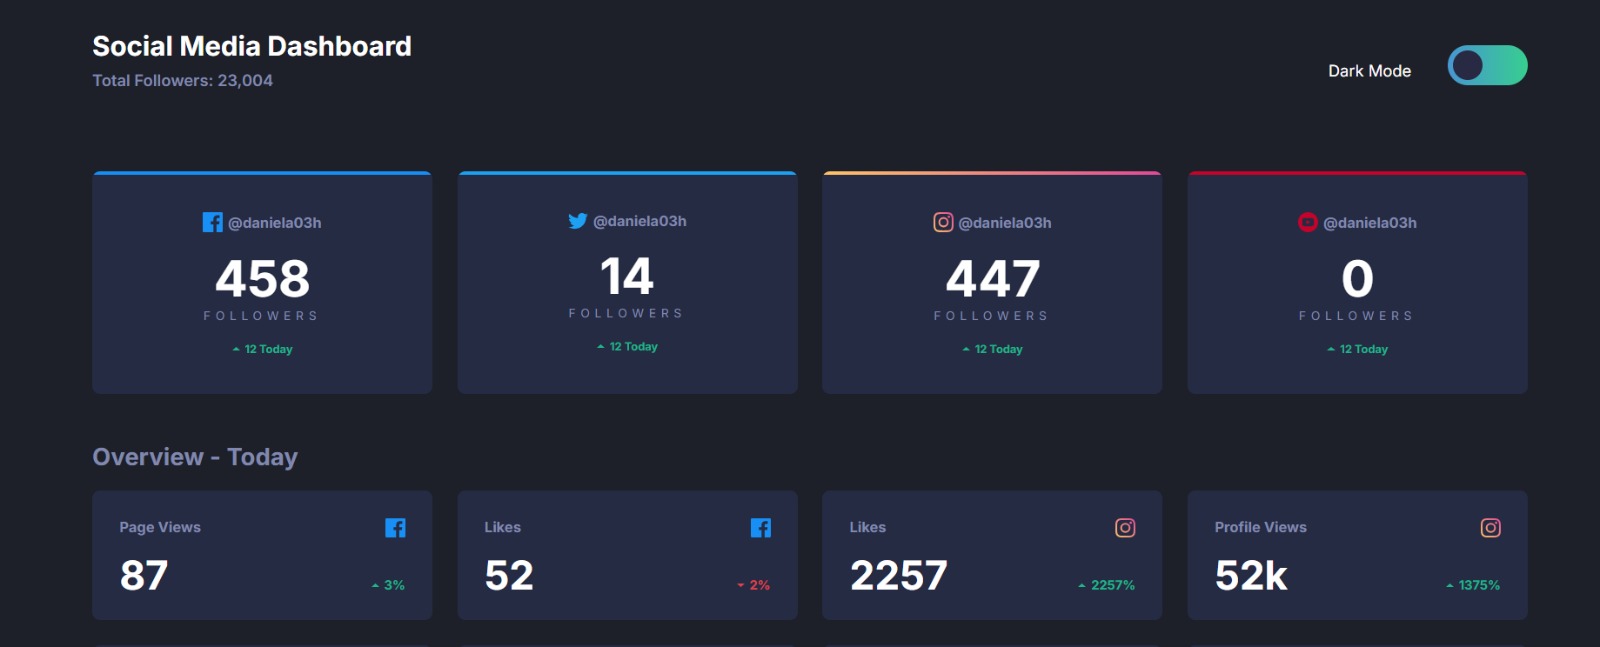 Social Media Dashboard
Total Followers: 23,004
Dark Mode
@daniela03h
458
FOLLOWERS
12 Today
@daniela03h
14
FOLLOWERS
12 Today
@daniela03h
447
FOLLOWERS
12 Today
@daniela03h
0
FOLLOWERS
12 Today
Overview - Today
Page Views
87
3%
Likes
52
2%
Likes
2257
2257%
Profile Views
52k
1375%